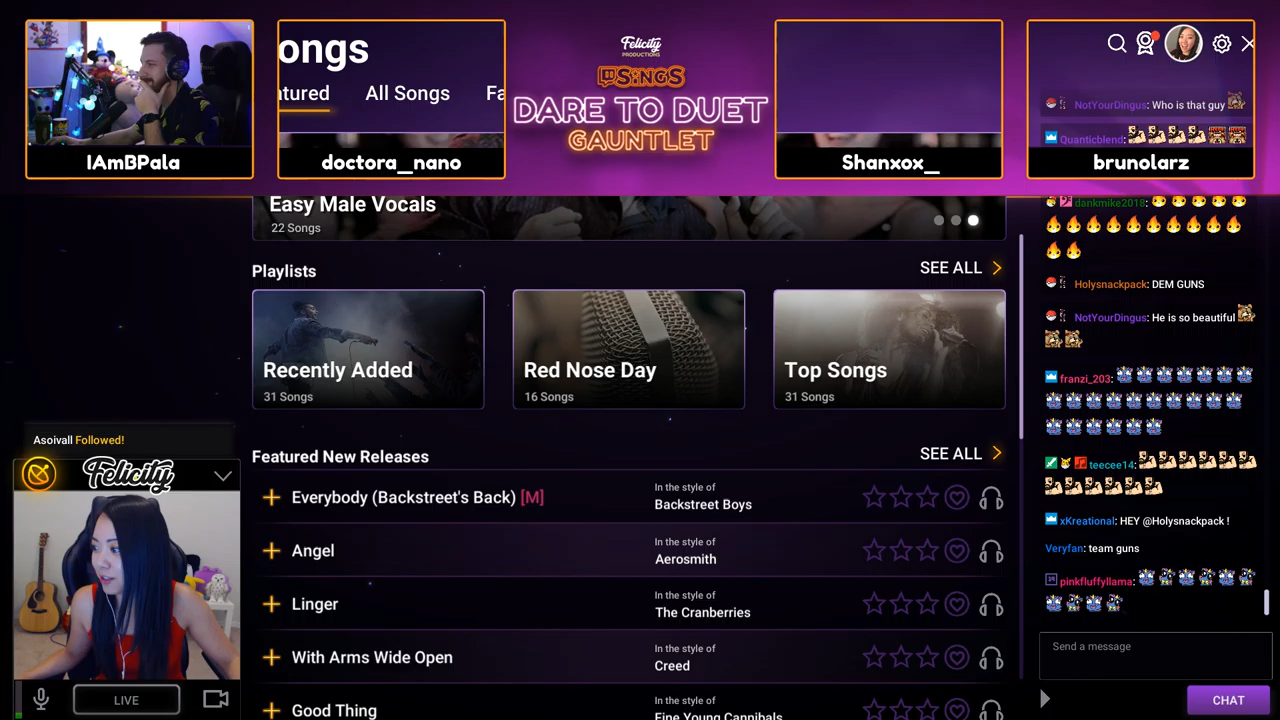 ongs
tured All Songs Fa
Felicity
PRODUCTIONS
SiNGS
DARE TO DUET
GAUNTLET
IAmBPala
doctora__nano
Shanxox_
brunolarz
NotYourDingus: Who is that guy
Quanticblend:
Easy Male Vocals
22 Songs
Playlists
SEE ALL
Recently Added
31 Songs
Red Nose Day
16 Songs
Top Songs
31 Songs
Featured New Releases
SEE ALL
Everybody (Backstreet's Back) [M]
In the style of
Backstreet Boys
Angel
In the style of
Aerosmith
Linger
In the style of
The Cranberries
With Arms Wide Open
In the style of
Creed
Good Thing
In the style of
Fine Young Cannibals
Asoivall Followed!
Felicity
LIVE
dankmike2018:
Holysnackpack: DEM GUNS
NotYourDingus: He is so beautiful
franzi_203:
teecee14:
xKreational: HEY @Holysnackpack !
Veryfan: team guns
pinkfluffyllama:
Send a message
CHAT